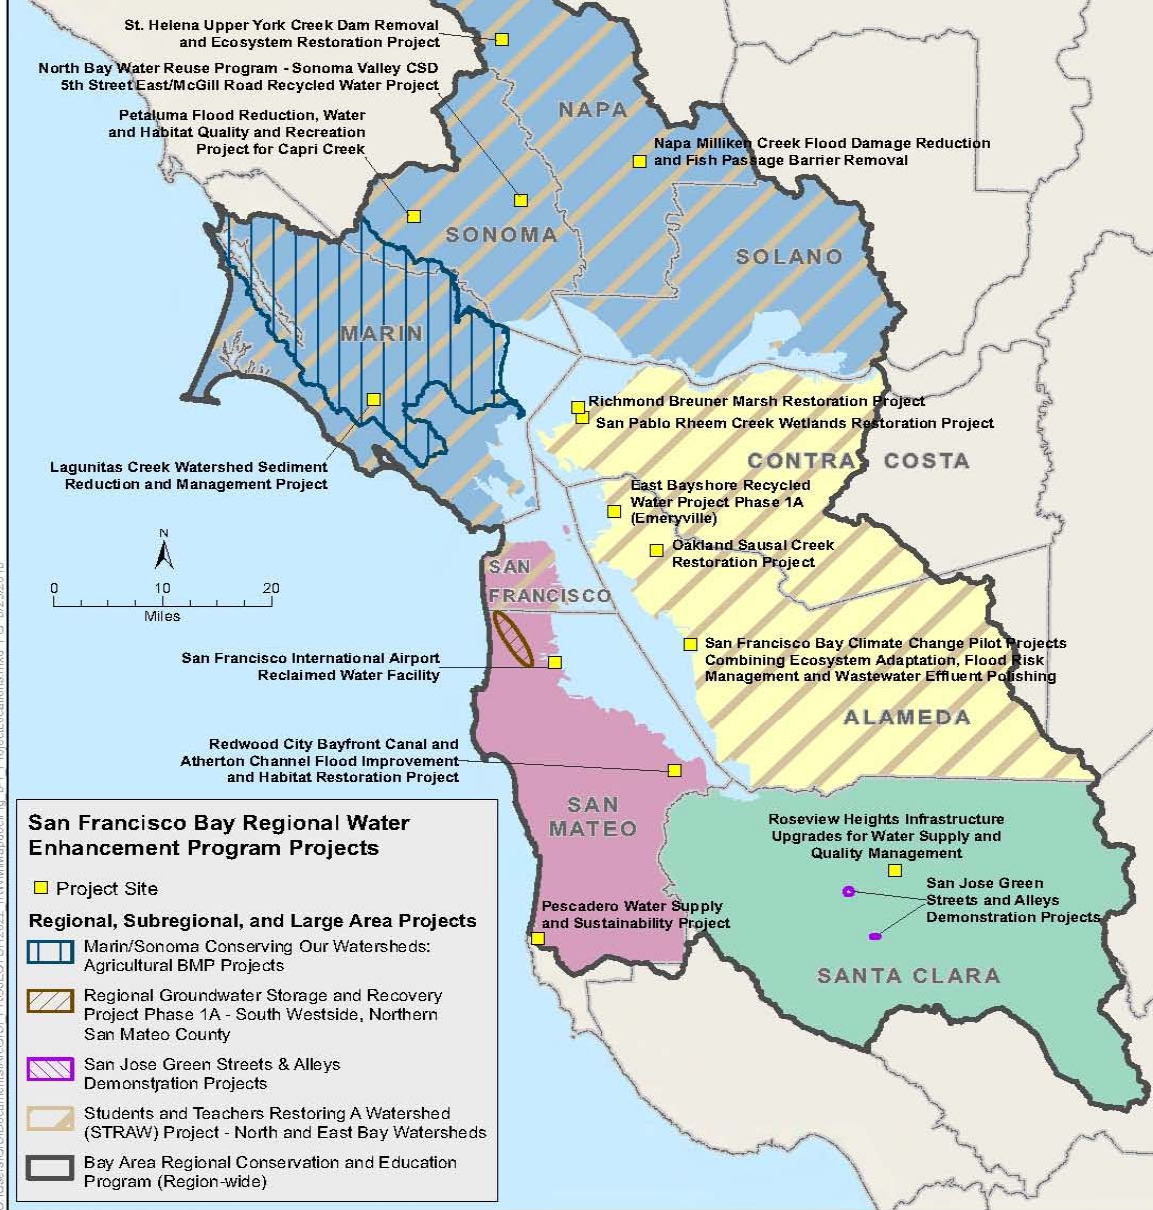 St. Helena Upper York Creek Dam Removal
and Ecosystem Restoration Project
North Bay Water Reuse Program - Sonoma Valley CSD
5th Street East/McGill Road Recycled Water Project
Petaluma Flood Reduction, Water
and Habitat Quality and Recreation
Project for Capri Creek
NAPA
Napa Milliken Creek Flood Damage Reduction
and Fish Passage Barrier Removal
SONOMA
SOLANO
MARIN
Richmond Breuner Marsh Restoration Project
San Pablo Rheem Creek Wetlands Restoration Project
CONTRA COSTA
Lagunitas Creek Watershed Sediment
Reduction and Management Project
East Bayshore Recycled
Water Project Phase 1A
(Emeryville)
Oakland Sausal Creek
Restoration Project
N
0 10 20
Miles
SAN
FRANCISCO
San Francisco International Airport
Reclaimed Water Facility
San Francisco Bay Climate Change Pilot Projects
Combining Ecosystem Adaptation, Flood Risk
Management and Wastewater Effluent Polishing
ALAMEDA
Redwood City Bayfront Canal and
Atherton Channel Flood Improvement
and Habitat Restoration Project
SAN
MATEO
Roseview Heights Infrastructure
Upgrades for Water Supply and
Quality Management
San Jose Green
Streets and Alleys
Demonstration Projects
Pescadero Water Supply
and Sustainability Project
SANTA CLARA
San Francisco Bay Regional Water
Enhancement Program Projects
Project Site
Regional, Subregional, and Large Area Projects
Marin/Sonoma Conserving Our Watersheds:
Agricultural BMP Projects
Regional Groundwater Storage and Recovery
Project Phase 1A - South Westside, Northern
San Mateo County
San Jose Green Streets & Alleys
Demonstration Projects
Students and Teachers Restoring A Watershed
(STRAW) Project - North and East Bay Watersheds
Bay Area Regional Conservation and Education
Program (Region-wide)